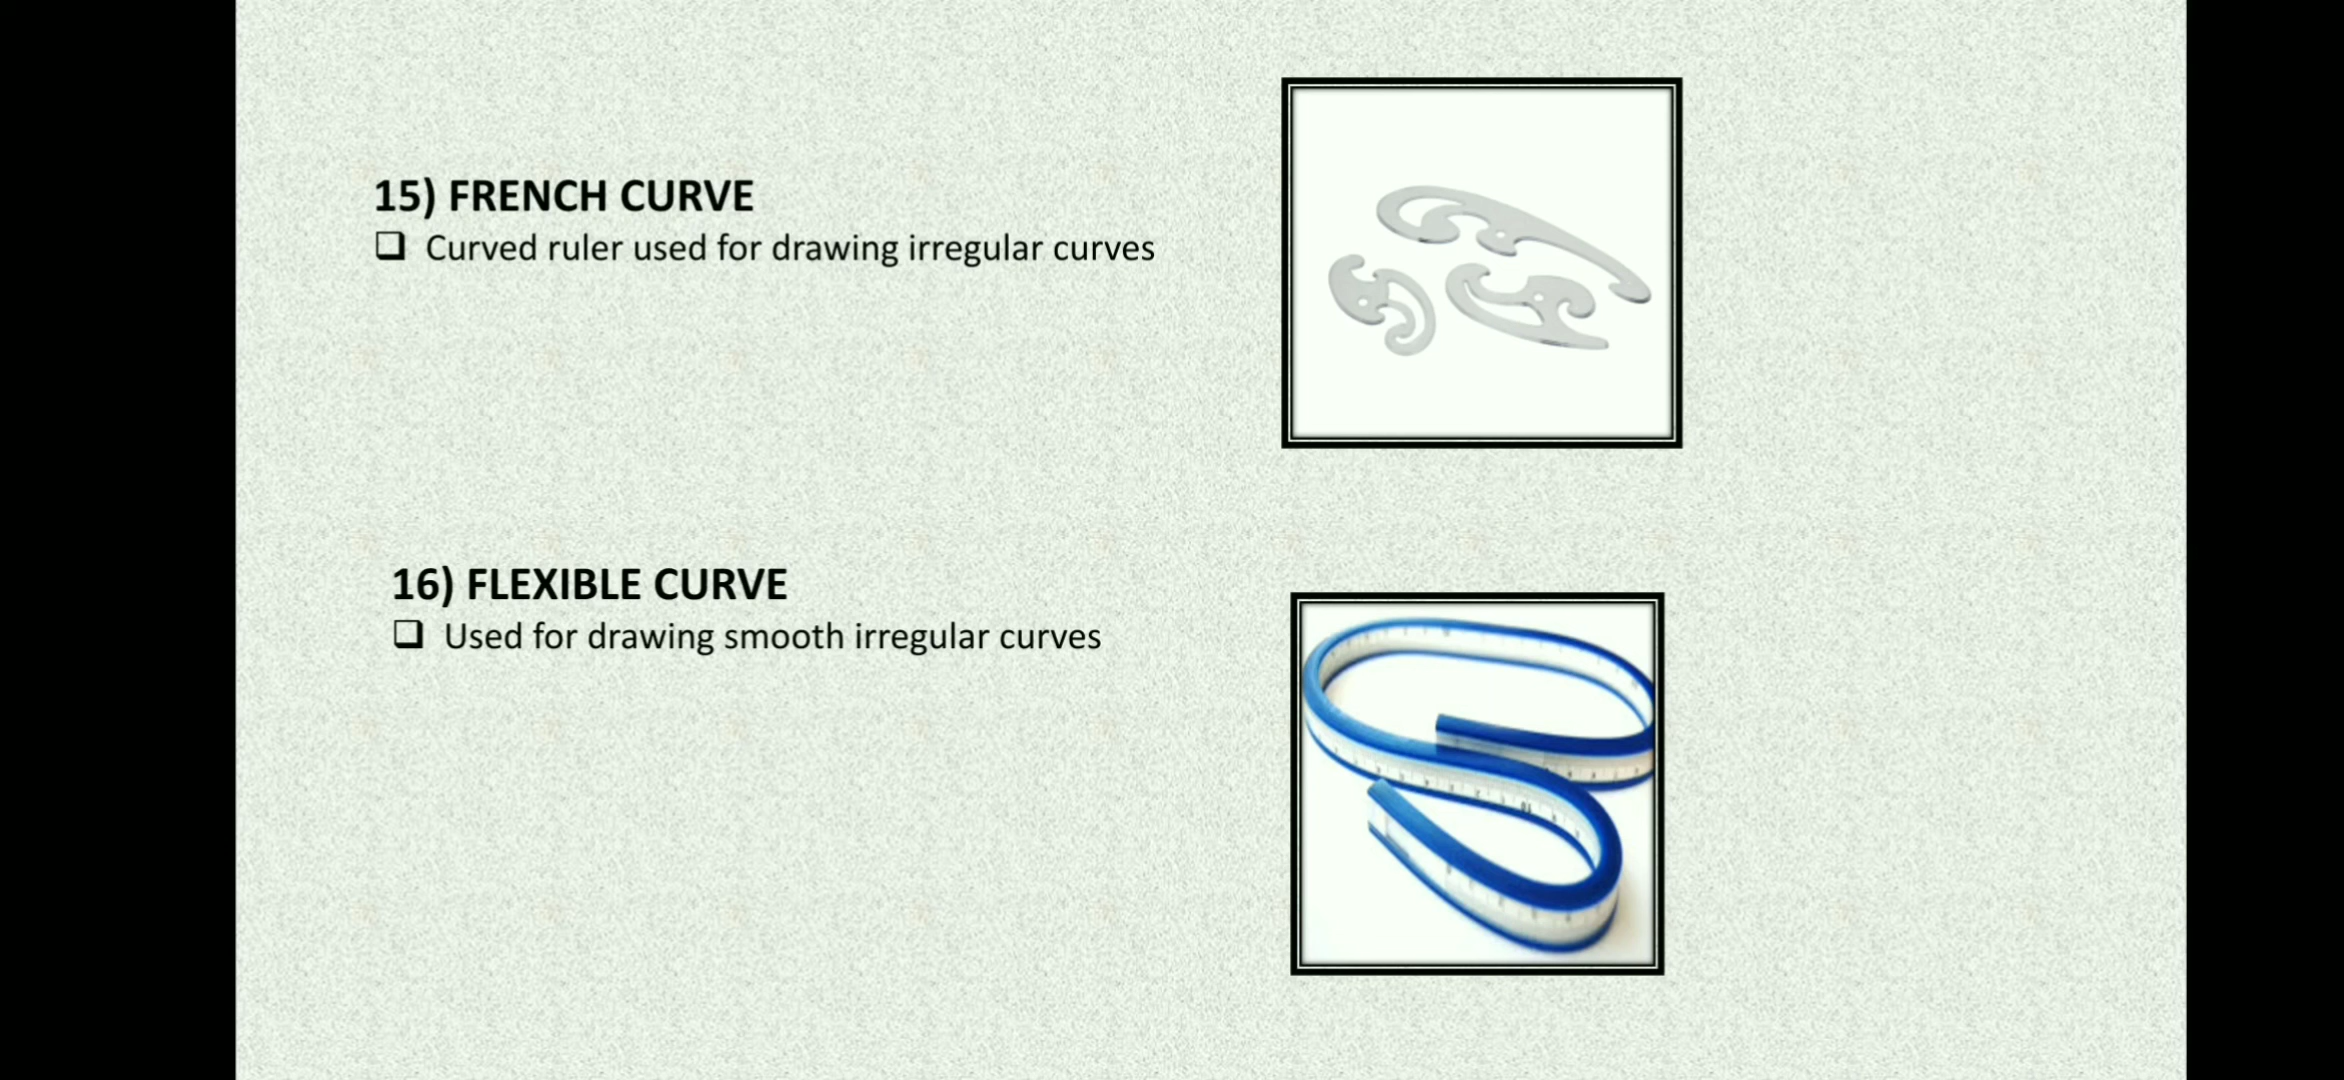 15) FRENCH CURVE
❑ Curved ruler used for drawing irregular curves
16) FLEXIBLE CURVE
❑ Used for drawing smooth irregular curves